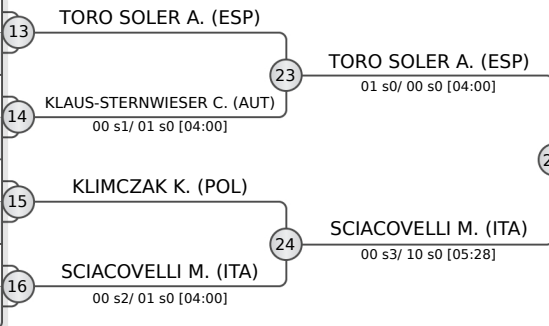 TORO SOLER A. (ESP)
13
23
TORO SOLER A. (ESP)
01 s0/ 00 s0 [04:00]
KLAUS-STERNWIESER C. (AUT)
14
00 s1/ 01 s0 [04:00]
KLIMCZAK K. (POL)
15
24
SCIACOVELLI M. (ITA)
00 s3/ 10 s0 [05:28]
SCIACOVELLI M. (ITA)
16
00 s2/ 01 s0 [04:00]